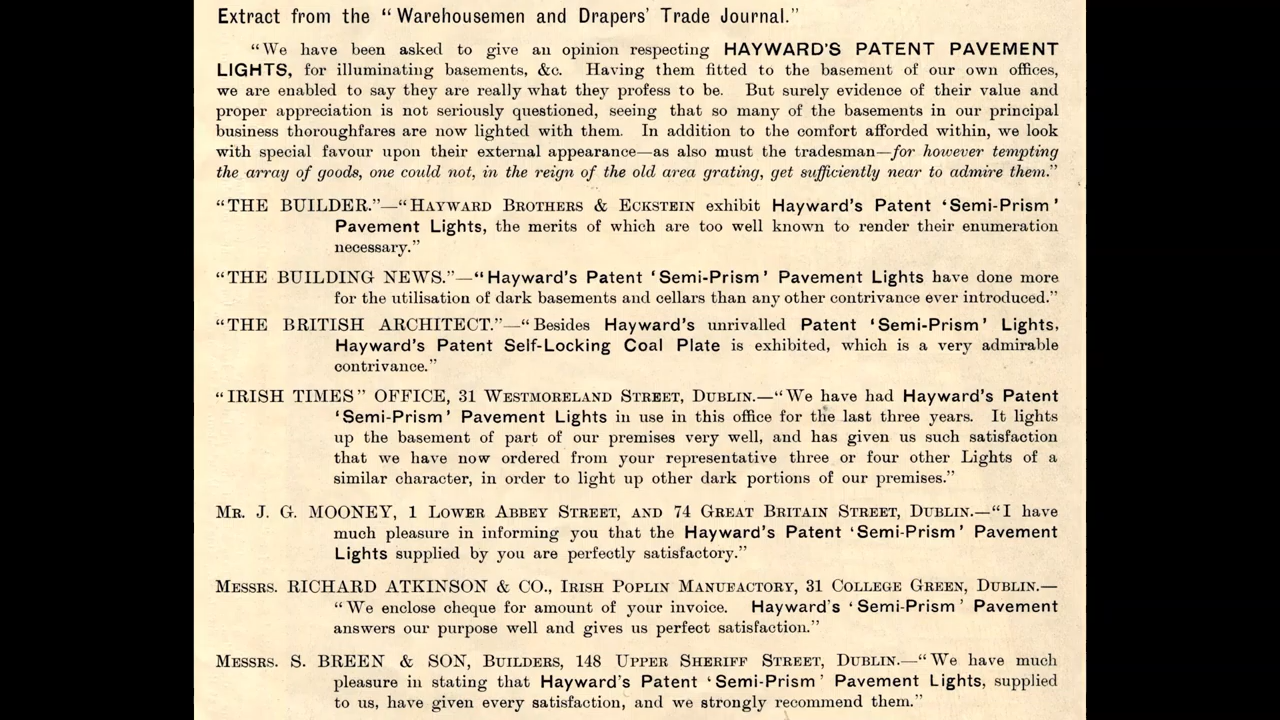 Extract from the “Warehousemen and Drapers’ Trade Journal.”
“We have been asked to give an opinion respecting HAYWARD’S PATENT PAVEMENT
LIGHTS, for illuminating basements, &c. Having them fitted to the basement of our own offices,
we are enabled to say they are really what they profess to be. But surely evidence of their value and
proper appreciation is not seriously questioned, seeing that so many of the basements in our principal
business thoroughfares are now lighted with them. In addition to the comfort afforded within, we look
with special favour upon their external appearance—as also must the tradesman—for however tempting
the array of goods, one could not, in the reign of the old area grating, get sufficiently near to admire them.”
“THE BUILDER.”—“HAYWARD BROTHERS & ECKSTEIN exhibit Hayward’s Patent ‘Semi-Prism’
Pavement Lights, the merits of which are too well known to render their enumeration
necessary.”
“THE BUILDING NEWS.”—“Hayward’s Patent ‘Semi-Prism’ Pavement Lights have done more
for the utilisation of dark basements and cellars than any other contrivance ever introduced.”
“THE BRITISH ARCHITECT.”—“Besides Hayward’s unrivalled Patent ‘Semi-Prism’ Lights,
Hayward’s Patent Self-Locking Coal Plate is exhibited, which is a very admirable
contrivance.”
“IRISH TIMES” OFFICE, 31 WESTMORELAND STREET, DUBLIN.—“We have had Hayward’s Patent
‘Semi-Prism’ Pavement Lights in use in this office for the last three years. It lights
up the basement of part of our premises very well, and has given us such satisfaction
that we have now ordered from your representative three or four other Lights of a
similar character, in order to light up other dark portions of our premises.”
MR. J. G. MOONEY, 1 LOWER ABBEY STREET, AND 74 GREAT BRITAIN STREET, DUBLIN.—“I have
much pleasure in informing you that the Hayward’s Patent ‘Semi-Prism’ Pavement
Lights supplied by you are perfectly satisfactory.”
MESSRS. RICHARD ATKINSON & CO., IRISH POPLIN MANUFACTORY, 31 COLLEGE GREEN, DUBLIN.—
“We enclose cheque for amount of your invoice. Hayward’s ‘Semi-Prism’ Pavement
answers our purpose well and gives us perfect satisfaction.”
MESSRS. S. BREEN & SON, BUILDERS, 148 UPPER SHERIFF STREET, DUBLIN.—“We have much
pleasure in stating that Hayward’s Patent ‘Semi-Prism’ Pavement Lights, supplied
to us, have given every satisfaction, and we strongly recommend them.”